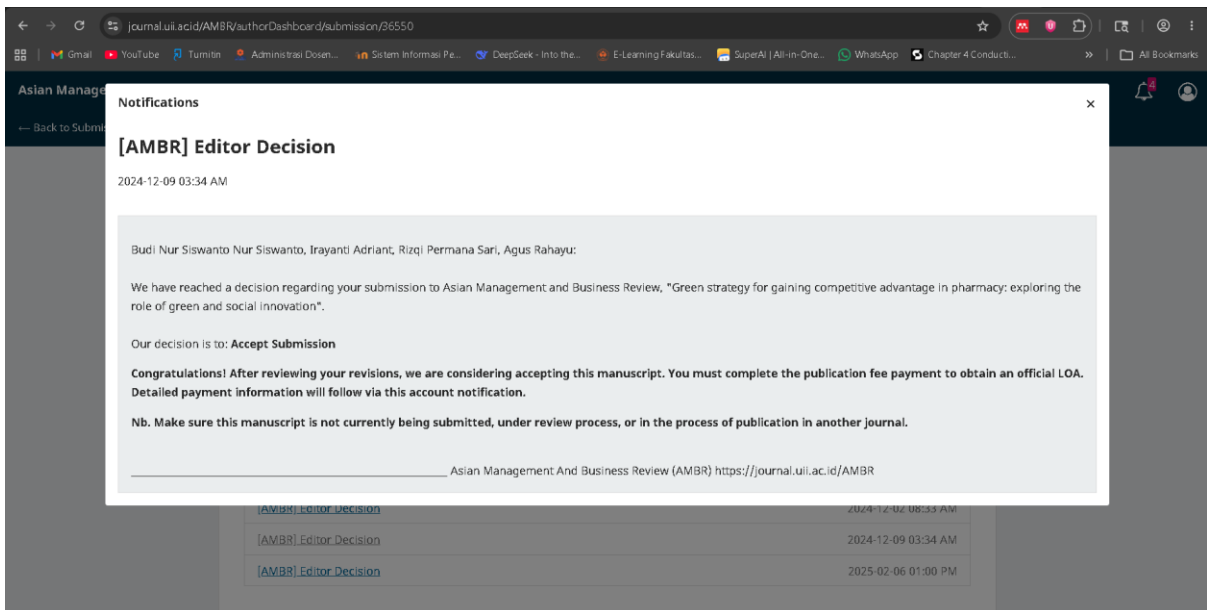 journal.uii.ac.id/AMBR/authorDashboard/submission/36550
Gmail YouTube Turnitin Administrasi Dosen... Sistem Informasi Pe... DeepSeek - Into the... E-Learning Fakultas... SuperAI | All-in-One... WhatsApp Chapter 4 Conducti... » All Bookmarks
Asian Manage
4
← Back to Submi
Notifications
×
[AMBR] Editor Decision
2024-12-09 03:34 AM
Budi Nur Siswanto Nur Siswanto, Irayanti Adriant, Rizqi Permana Sari, Agus Rahayu:
We have reached a decision regarding your submission to Asian Management and Business Review, "Green strategy for gaining competitive advantage in pharmacy: exploring the
role of green and social innovation".
Our decision is to: Accept Submission
Congratulations! After reviewing your revisions, we are considering accepting this manuscript. You must complete the publication fee payment to obtain an official LOA.
Detailed payment information will follow via this account notification.
Nb. Make sure this manuscript is not currently being submitted, under review process, or in the process of publication in another journal.
________________________________________________ Asian Management And Business Review (AMBR) https://journal.uii.ac.id/AMBR
[AMBR] Editor Decision 2024-12-02 08:33 AM
[AMBR] Editor Decision 2024-12-09 03:34 AM
[AMBR] Editor Decision 2025-02-06 01:00 PM